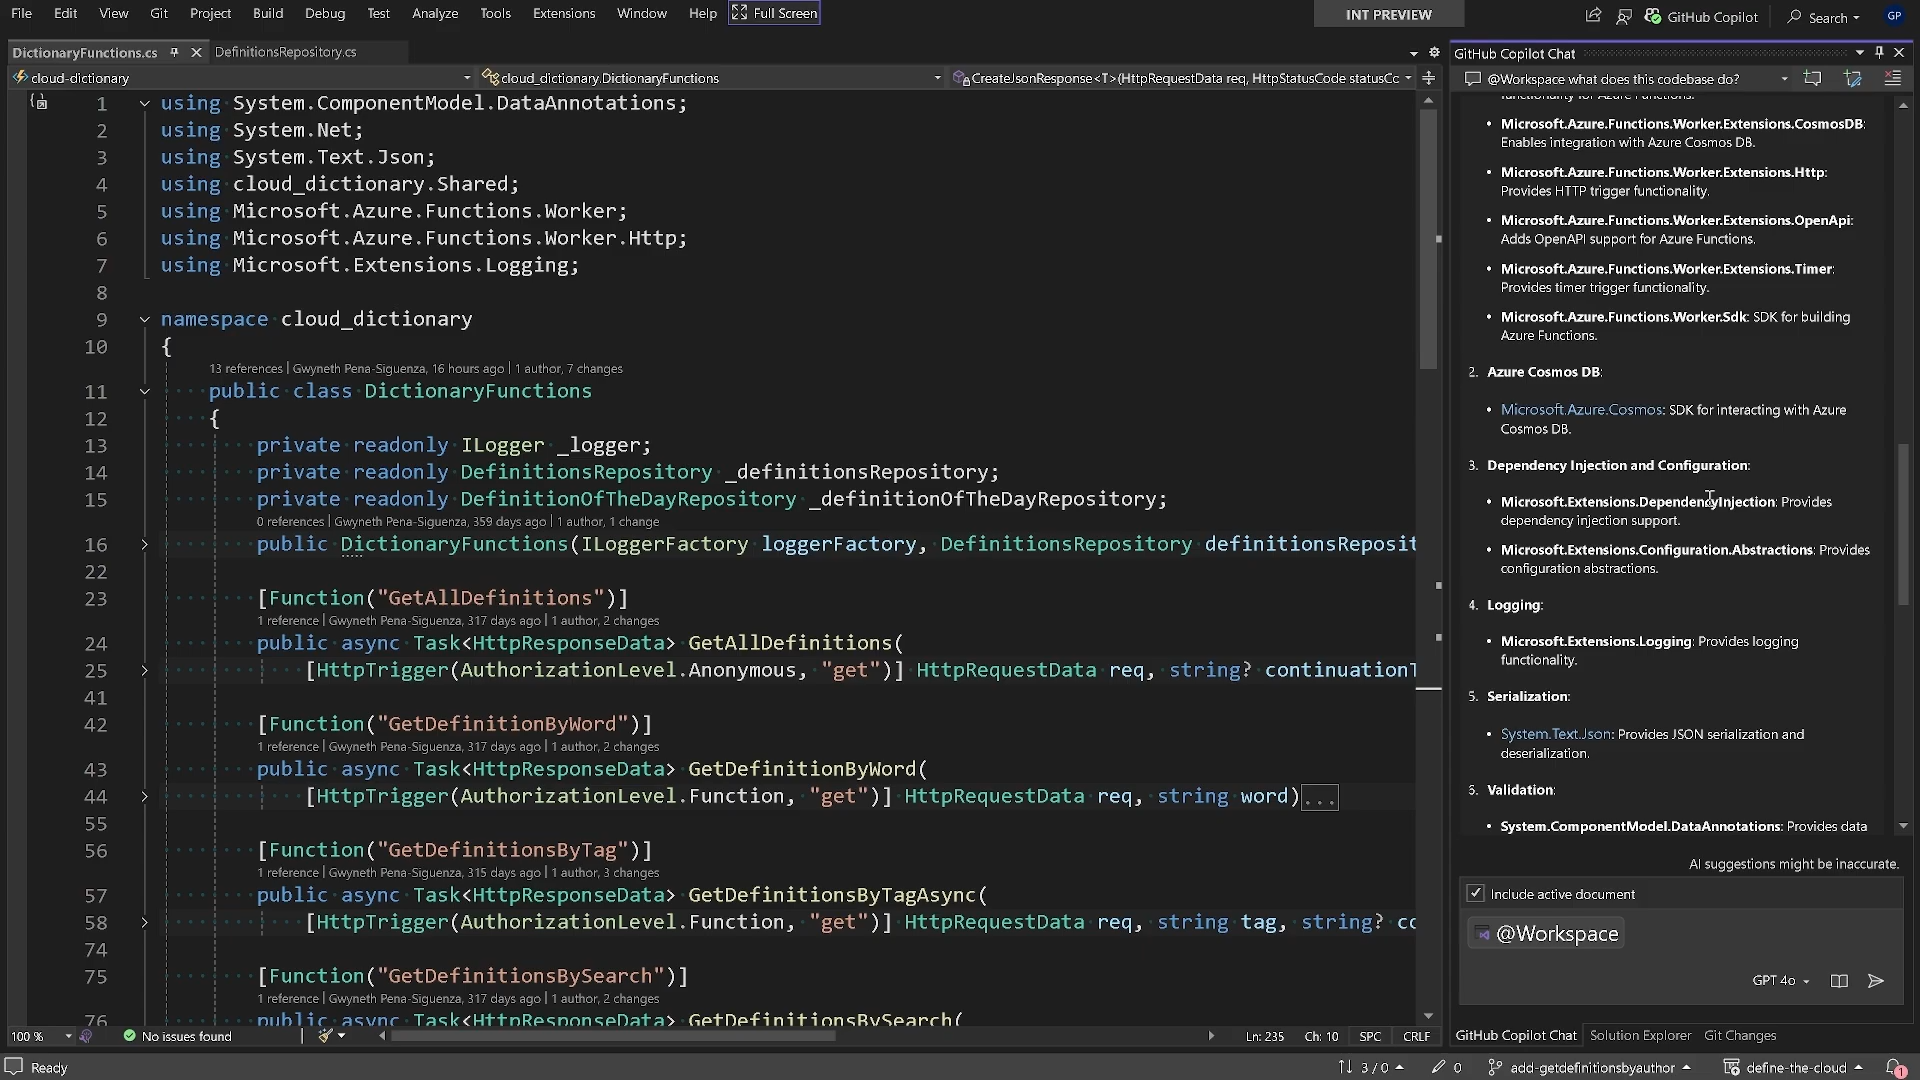 File Edit View Git Project Build Debug Test Analyze Tools Extensions Window Help Full Screen INT PREVIEW GitHub Copilot Search GP
DictionaryFunctions.cs DefinitionsRepository.cs
cloud-dictionary cloud_dictionary.DictionaryFunctions CreateJsonResponse<T>(HttpRequestData req, HttpStatusCode statusCc
1 using System.ComponentModel.DataAnnotations;
2 using System.Net;
3 using System.Text.Json;
4 using cloud_dictionary.Shared;
5 using Microsoft.Azure.Functions.Worker;
6 using Microsoft.Azure.Functions.Worker.Http;
7 using Microsoft.Extensions.Logging;
8
9 namespace cloud_dictionary
10 {
13 references | Gwyneth Pena-Siguenza, 16 hours ago | 1 author, 7 changes
11 public class DictionaryFunctions
12 {
13 private readonly ILogger _logger;
14 private readonly DefinitionsRepository _definitionsRepository;
15 private readonly DefinitionOfTheDayRepository _definitionOfTheDayRepository;
0 references | Gwyneth Pena-Siguenza, 359 days ago | 1 author, 1 change
16 public DictionaryFunctions(ILoggerFactory loggerFactory, DefinitionsRepository definitionsReposit
22
23 [Function("GetAllDefinitions")]
1 reference | Gwyneth Pena-Siguenza, 317 days ago | 1 author, 2 changes
24 public async Task<HttpResponseData> GetAllDefinitions(
25 [HttpTrigger(AuthorizationLevel.Anonymous, "get")] HttpRequestData req, string? continuationT
41
42 [Function("GetDefinitionByWord")]
1 reference | Gwyneth Pena-Siguenza, 317 days ago | 1 author, 2 changes
43 public async Task<HttpResponseData> GetDefinitionByWord(
44 [HttpTrigger(AuthorizationLevel.Function, "get")] HttpRequestData req, string word)...
55
56 [Function("GetDefinitionsByTag")]
1 reference | Gwyneth Pena-Siguenza, 315 days ago | 1 author, 3 changes
57 public async Task<HttpResponseData> GetDefinitionsByTagAsync(
58 [HttpTrigger(AuthorizationLevel.Function, "get")] HttpRequestData req, string tag, string? cc
74
75 [Function("GetDefinitionsBySearch")]
1 reference | Gwyneth Pena-Siguenza, 317 days ago | 1 author, 2 changes
76 public async Task<HttpResponseData> GetDefinitionsBySearch(
100 % No issues found Ln: 235 Ch: 10 SPC CRLF
GitHub Copilot Chat
@Workspace what does this codebase do?
functionality for Azure Functions.
• Microsoft.Azure.Functions.Worker.Extensions.CosmosDB:
Enables integration with Azure Cosmos DB.
• Microsoft.Azure.Functions.Worker.Extensions.Http:
Provides HTTP trigger functionality.
• Microsoft.Azure.Functions.Worker.Extensions.OpenApi:
Adds OpenAPI support for Azure Functions.
• Microsoft.Azure.Functions.Worker.Extensions.Timer:
Provides timer trigger functionality.
• Microsoft.Azure.Functions.Worker.Sdk: SDK for building
Azure Functions.
2. Azure Cosmos DB:
• Microsoft.Azure.Cosmos: SDK for interacting with Azure
Cosmos DB.
3. Dependency Injection and Configuration:
• Microsoft.Extensions.DependencyInjection: Provides
dependency injection support.
• Microsoft.Extensions.Configuration.Abstractions: Provides
configuration abstractions.
4. Logging:
• Microsoft.Extensions.Logging: Provides logging
functionality.
5. Serialization:
• System.Text.Json: Provides JSON serialization and
deserialization.
6. Validation:
• System.ComponentModel.DataAnnotations: Provides data
AI suggestions might be inaccurate.
Include active document
@Workspace
GPT 4o
GitHub Copilot Chat Solution Explorer Git Changes
Ready 3 / 0 0 add-getdefinitionsbyauthor define-the-cloud 1